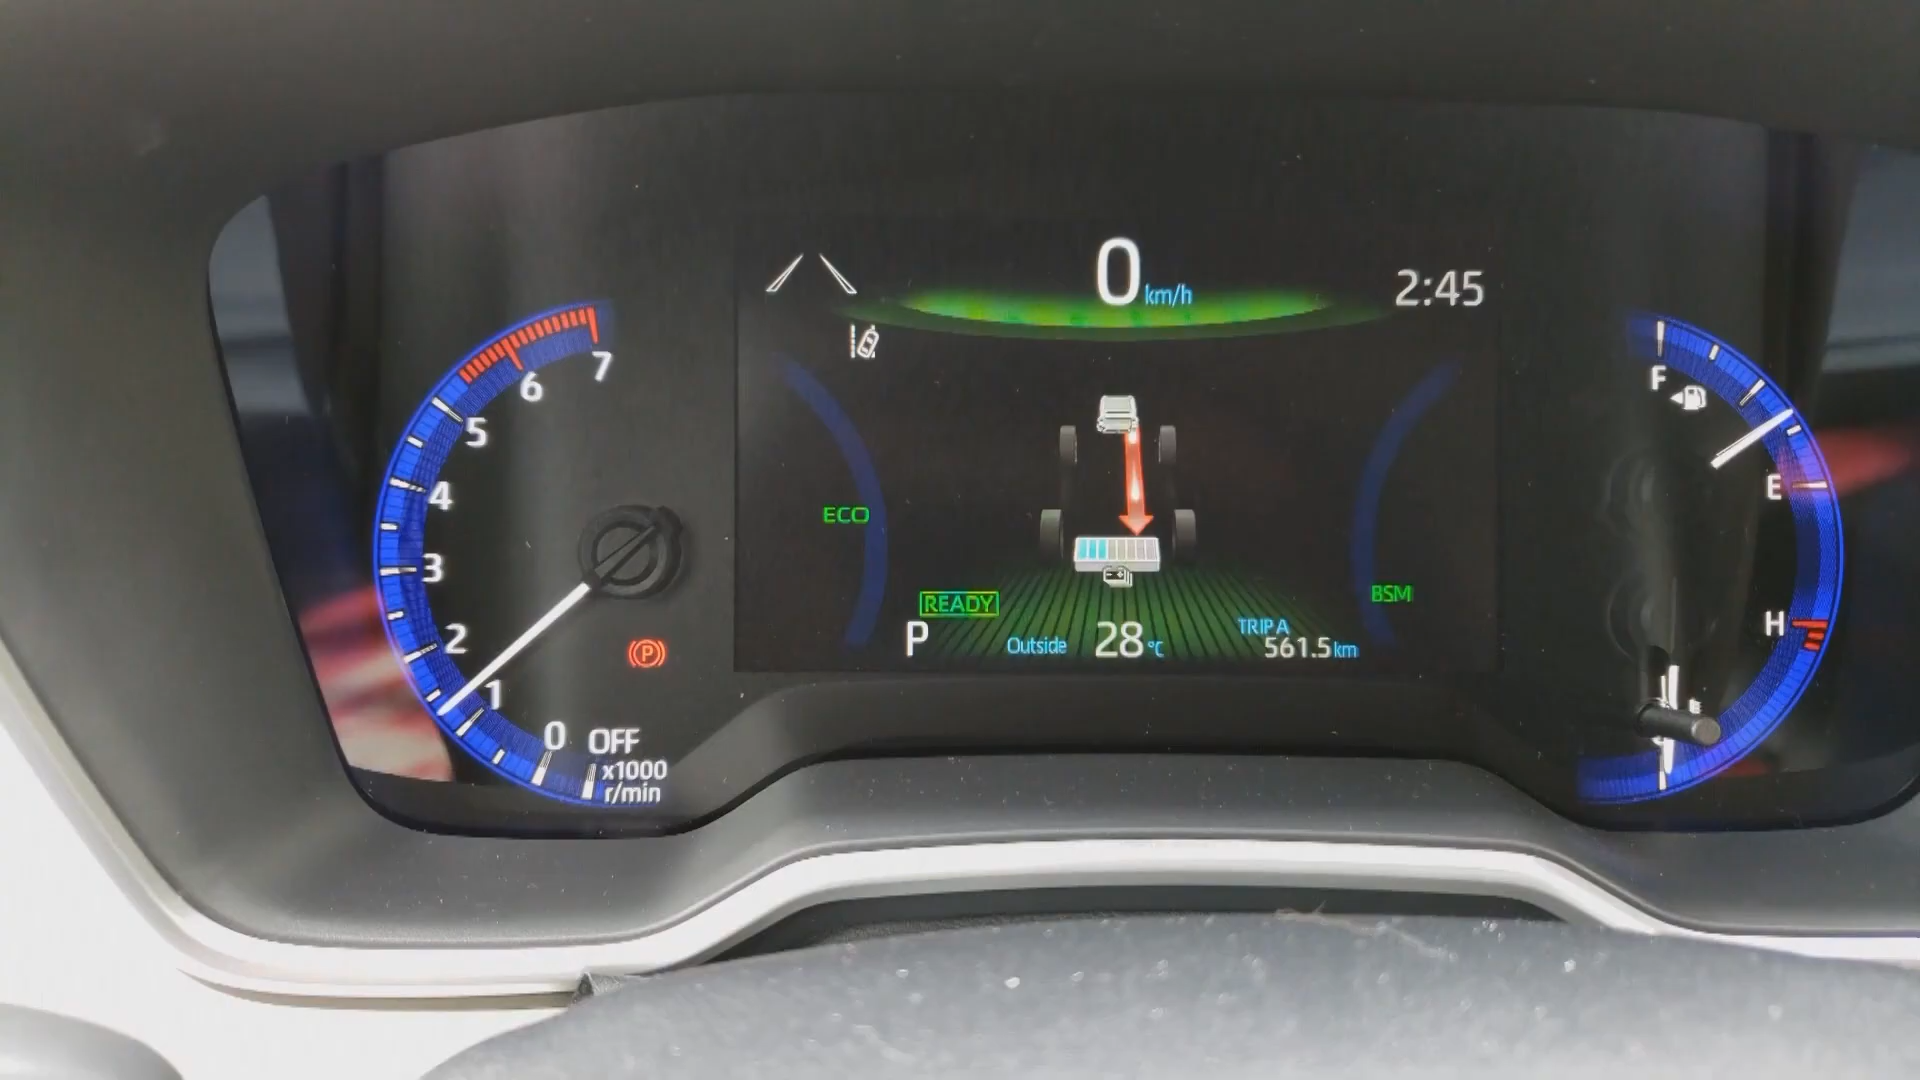 0 km/h
2:45
7
6
5
4
3
2
1
0 OFF
x1000
r/min
ECO
READY
P
Outside 28 °C
TRIP A
561.5 km
BSM
F
E
H